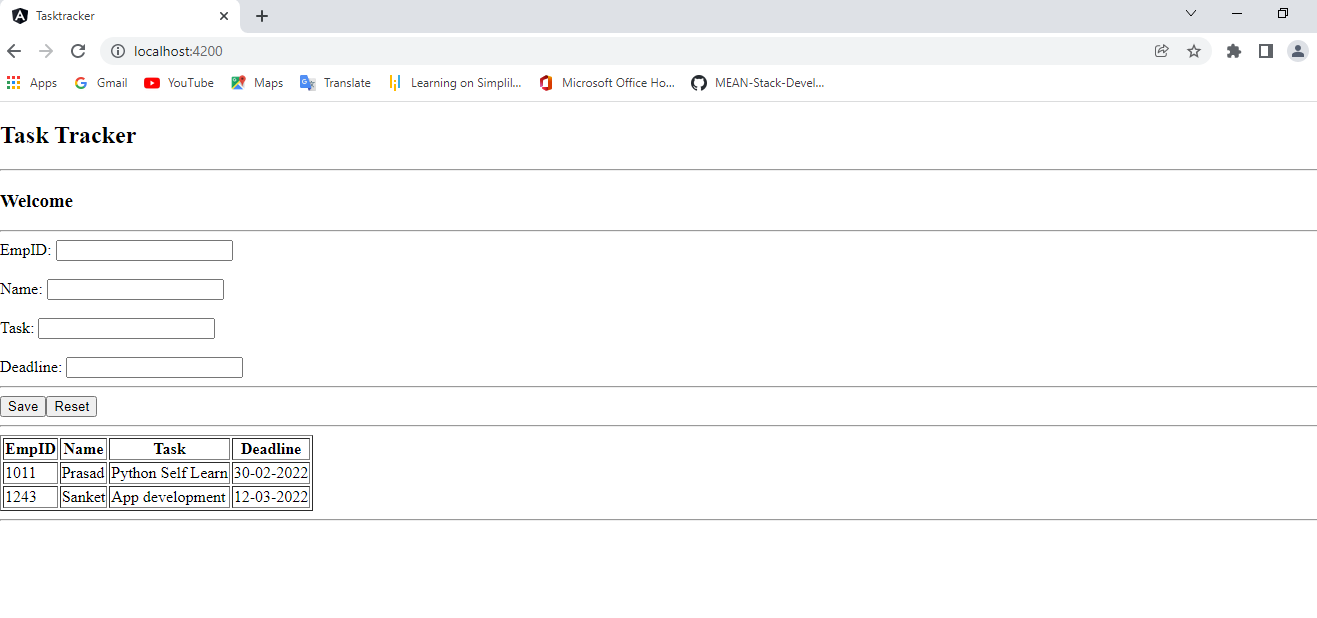 Tasktracker
localhost:4200
Apps Gmail YouTube Maps Translate Learning on Simplil... Microsoft Office Ho... MEAN-Stack-Devel...
Task Tracker
Welcome
EmpID:
Name:
Task:
Deadline:
Save Reset
EmpID Name Task Deadline
1011 Prasad Python Self Learn 30-02-2022
1243 Sanket App development 12-03-2022